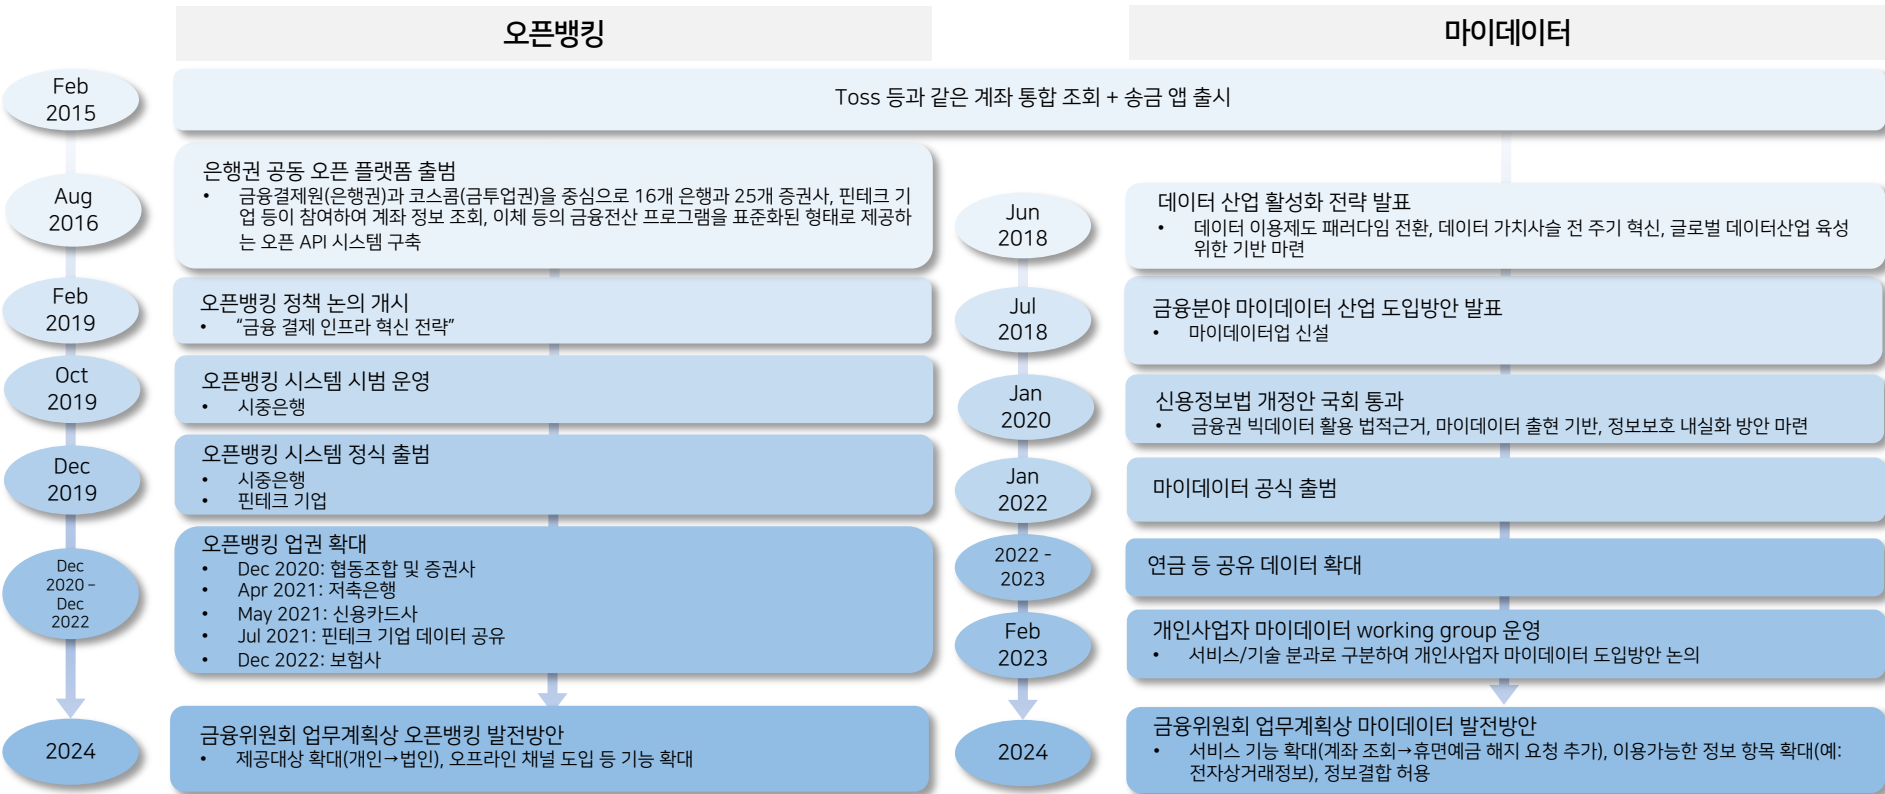 오픈뱅킹
마이데이터
Feb
2015
Toss 등과 같은 계좌 통합 조회 + 송금 앱 출시
Aug
2016
은행권 공동 오픈 플랫폼 출범
• 금융결제원(은행권)과 코스콤(금투업권)을 중심으로 16개 은행과 25개 증권사, 핀테크 기
업 등이 참여하여 계좌 정보 조회, 이체 등의 금융전산 프로그램을 표준화된 형태로 제공하
는 오픈 API 시스템 구축
Feb
2019
오픈뱅킹 정책 논의 개시
• “금융 결제 인프라 혁신 전략”
Oct
2019
오픈뱅킹 시스템 시범 운영
• 시중은행
Dec
2019
오픈뱅킹 시스템 정식 출범
• 시중은행
• 핀테크 기업
Dec
2020 –
Dec
2022
오픈뱅킹 업권 확대
• Dec 2020: 협동조합 및 증권사
• Apr 2021: 저축은행
• May 2021: 신용카드사
• Jul 2021: 핀테크 기업 데이터 공유
• Dec 2022: 보험사
2024
금융위원회 업무계획상 오픈뱅킹 발전방안
• 제공대상 확대(개인→법인), 오프라인 채널 도입 등 기능 확대
Jun
2018
데이터 산업 활성화 전략 발표
• 데이터 이용제도 패러다임 전환, 데이터 가치사슬 전 주기 혁신, 글로벌 데이터산업 육성
위한 기반 마련
Jul
2018
금융분야 마이데이터 산업 도입방안 발표
• 마이데이터업 신설
Jan
2020
신용정보법 개정안 국회 통과
• 금융권 빅데이터 활용 법적근거, 마이데이터 출현 기반, 정보보호 내실화 방안 마련
Jan
2022
마이데이터 공식 출범
2022 -
2023
연금 등 공유 데이터 확대
Feb
2023
개인사업자 마이데이터 working group 운영
• 서비스/기술 분과로 구분하여 개인사업자 마이데이터 도입방안 논의
2024
금융위원회 업무계획상 마이데이터 발전방안
• 서비스 기능 확대(계좌 조회→휴면예금 해지 요청 추가), 이용가능한 정보 항목 확대(예:
전자상거래정보), 정보결합 허용